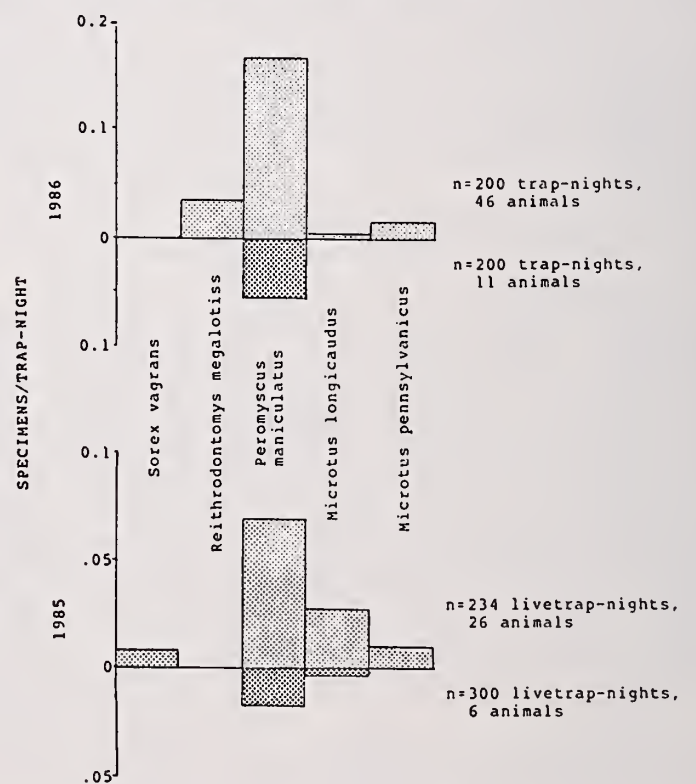 0.2
0.1
0
0.1
1986
n=200 trap-nights,
46 animals
n=200 trap-nights,
11 animals
SPECIMENS/TRAP-NIGHT
Sorex vagrans
Reithrodontomys megalotiss
Peromyscus
maniculatus
Microtus longicaudus
Microtus pennsylvanicus
0.1
.05
0
.05
1985
n=234 livetrap-nights,
26 animals
n=300 livetrap-nights,
6 animals